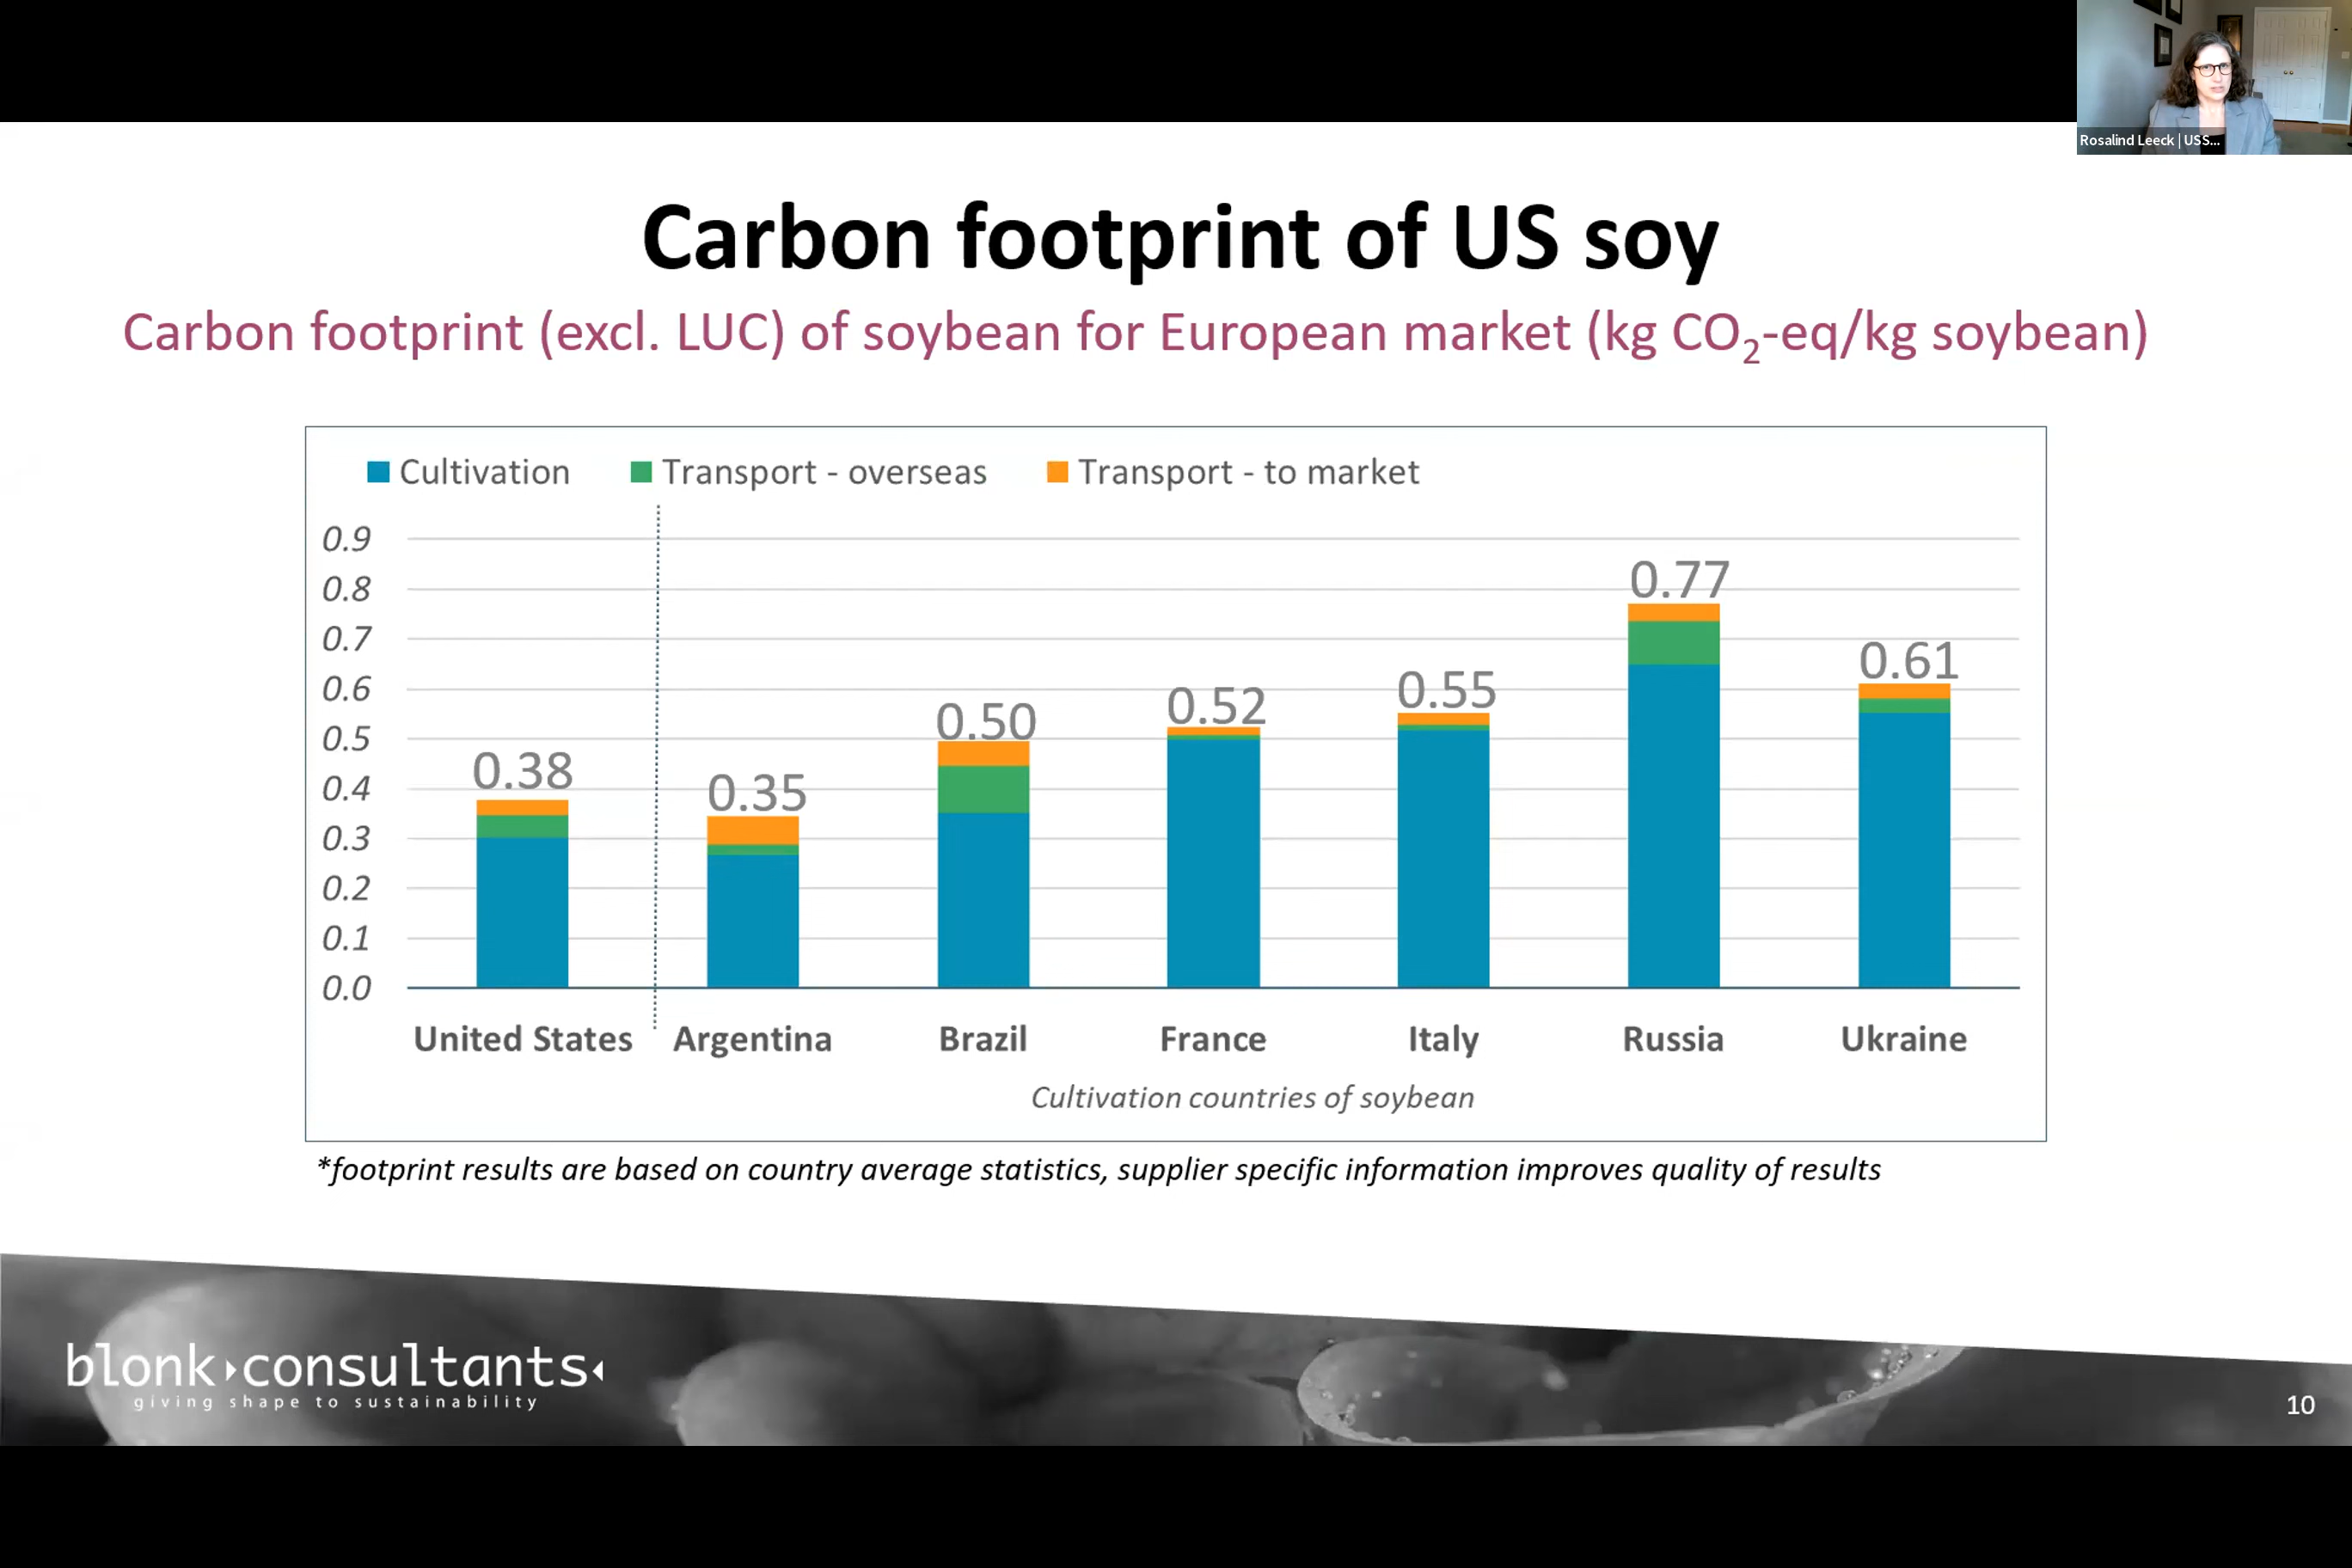 Rosalind Leeck | USS...
Carbon footprint of US soy
Carbon footprint (excl. LUC) of soybean for European market (kg CO₂-eq/kg soybean)
Cultivation Transport - overseas Transport - to market
0.9
0.8
0.7
0.6
0.5
0.4
0.3
0.2
0.1
0.0
0.38 0.35 0.50 0.52 0.55 0.77 0.61
United States Argentina Brazil France Italy Russia Ukraine
Cultivation countries of soybean
*footprint results are based on country average statistics, supplier specific information improves quality of results
blonk consultants
giving shape to sustainability
10